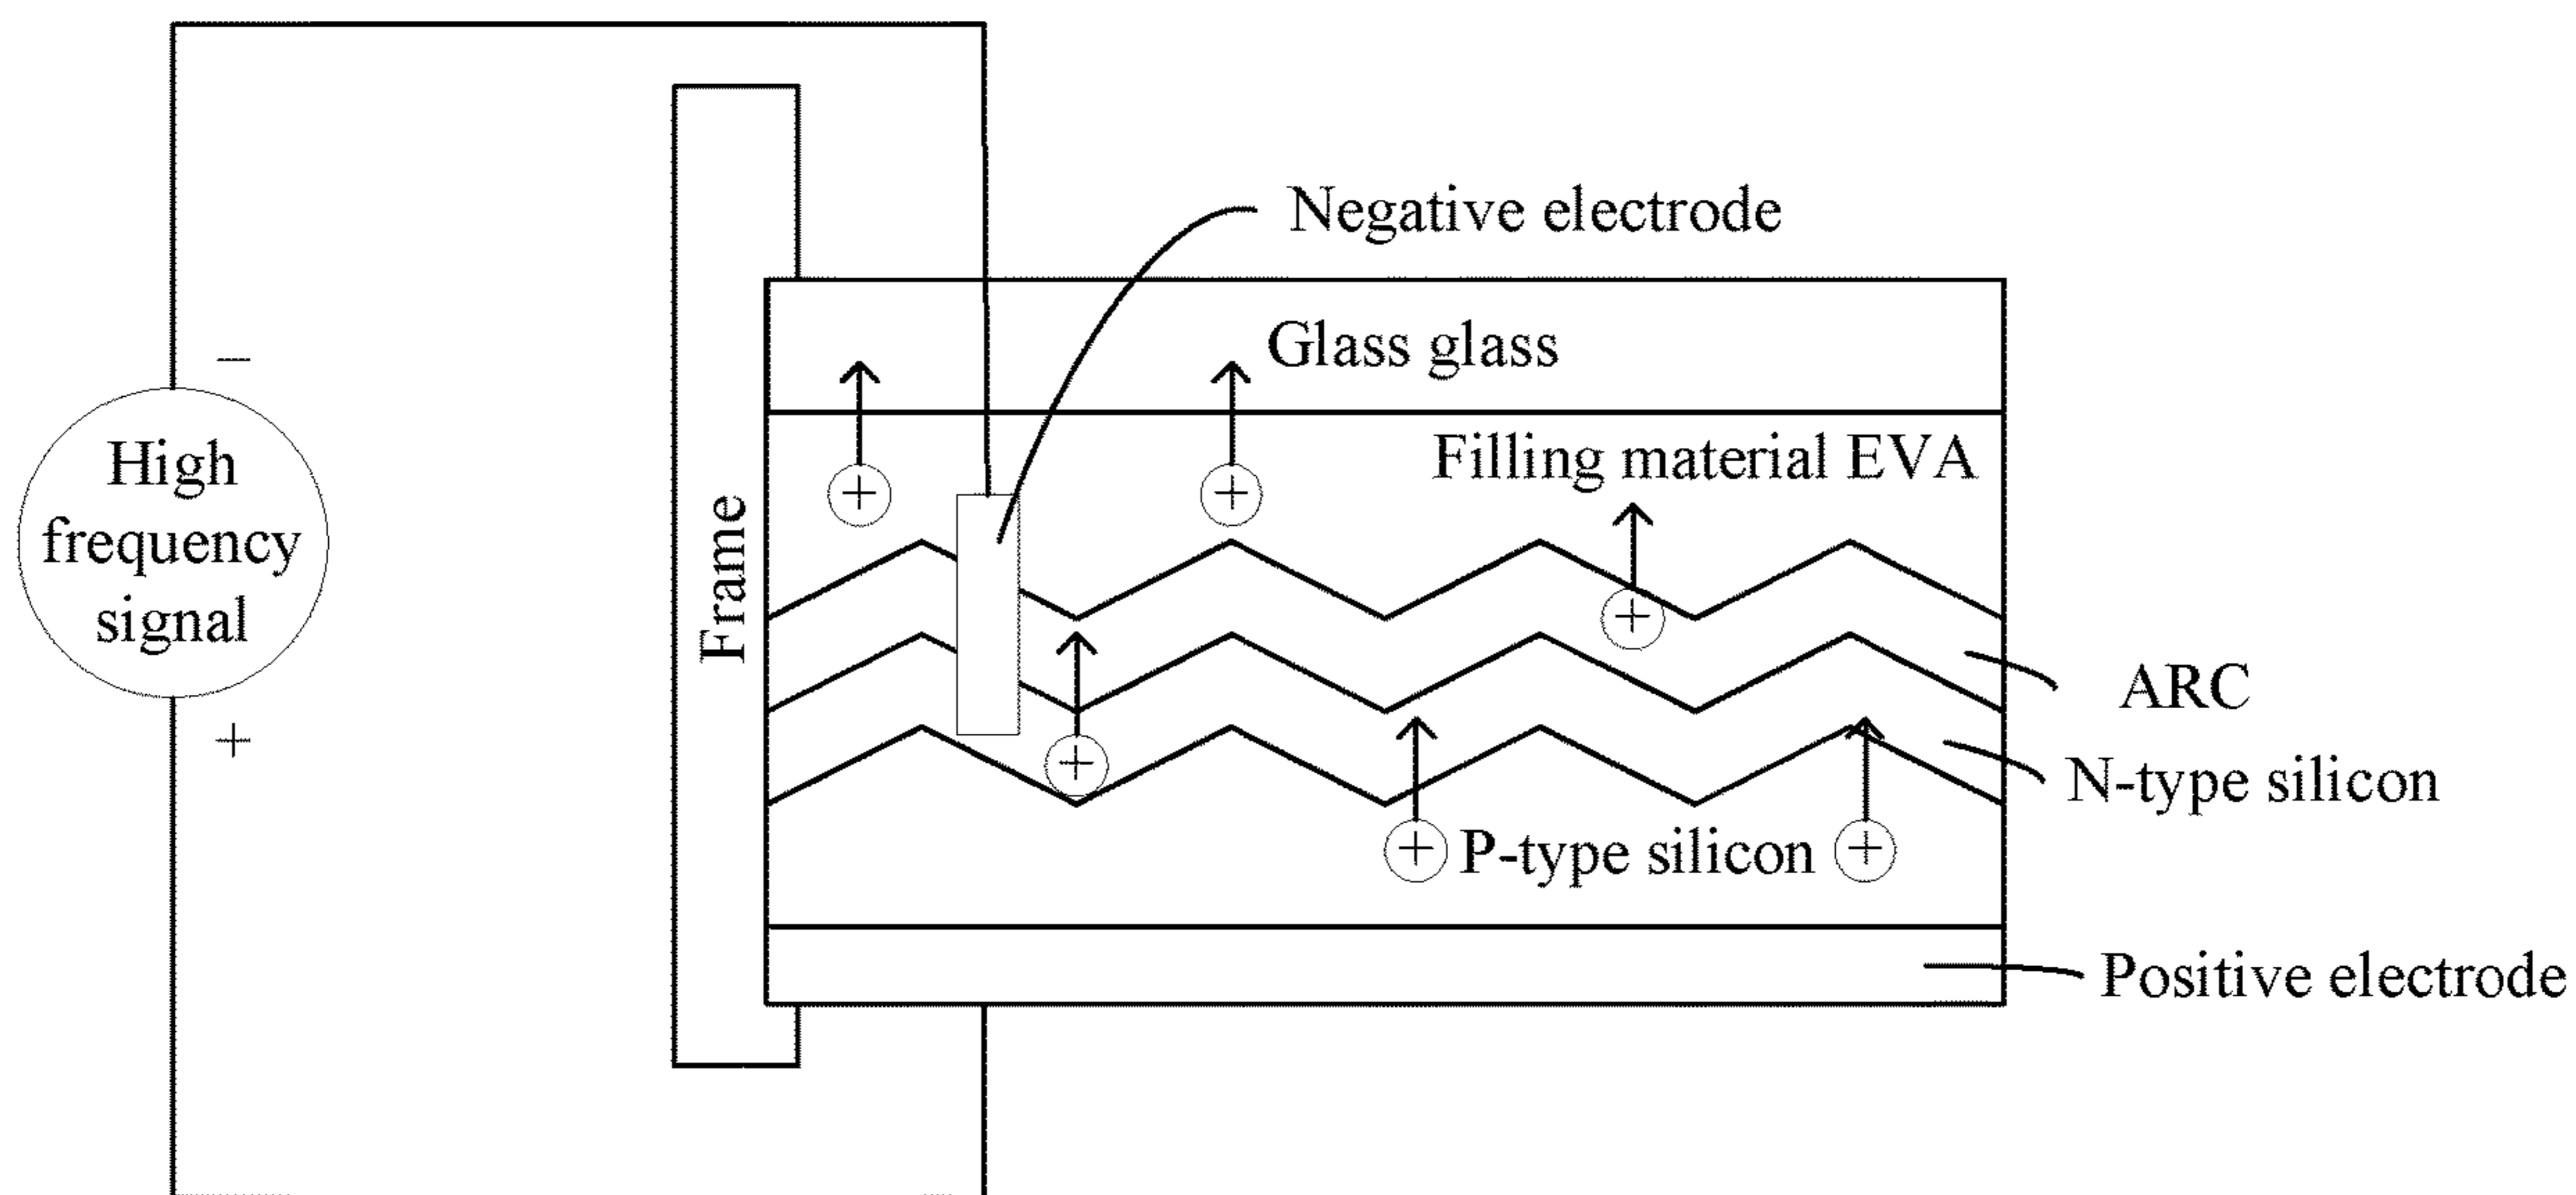 Negative electrode
Glass glass
−
High
frequency
signal
+
Frame
Filling material EVA
+
+
+
+
ARC
N-type silicon
+
P-type silicon
+
Positive electrode